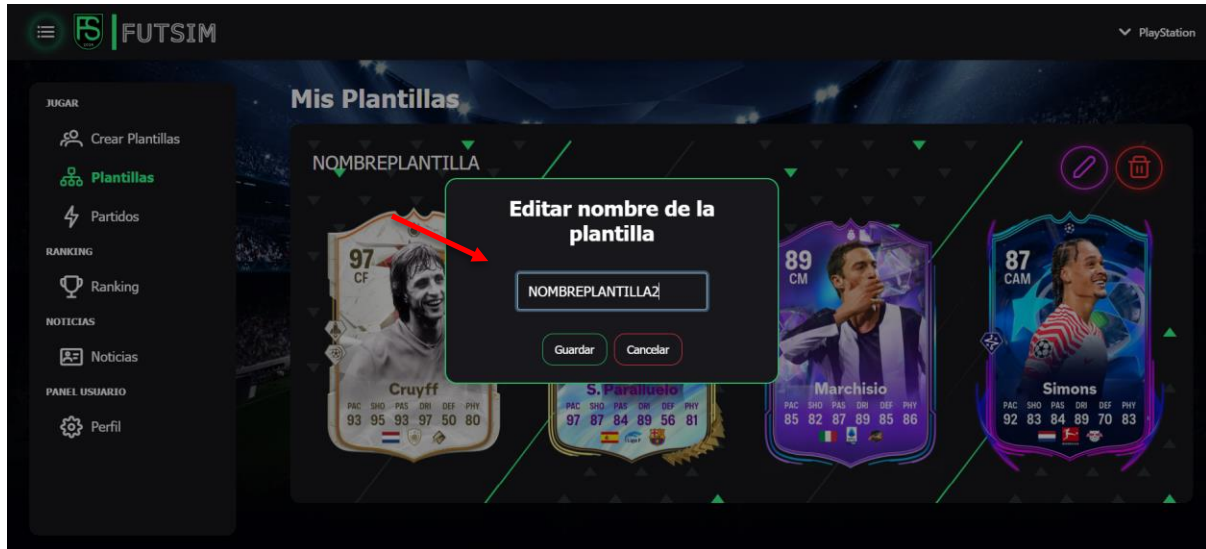 FS
FUTSIM
PlayStation
JUGAR
Crear Plantillas
Plantillas
Partidos
RANKING
Ranking
NOTICIAS
Noticias
PANEL USUARIO
Perfil
Mis Plantillas
NOMBREPLANTILLA
Editar nombre de la
plantilla
NOMBREPLANTILLA2
Guardar
Cancelar
97
CF
Cruyff
PAC SHO PAS DRI DEF PHY
93 95 93 97 50 80
S. Paralluelo
PAC SHO PAS DRI DEF PHY
97 87 84 89 56 81
89
CM
Marchisio
PAC SHO PAS DRI DEF PHY
85 82 87 89 85 86
87
CAM
Simons
PAC SHO PAS DRI DEF PHY
92 83 84 89 70 83